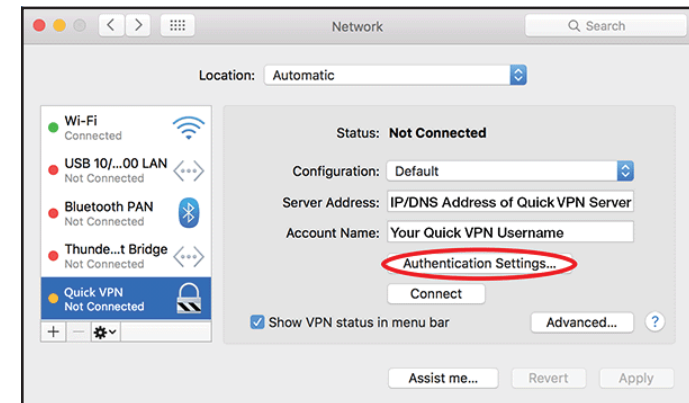 Network
Search
Location: Automatic
Wi-Fi
Connected
USB 10/...00 LAN
Not Connected
Bluetooth PAN
Not Connected
Thunde...t Bridge
Not Connected
Quick VPN
Not Connected
Status: Not Connected
Configuration: Default
Server Address: IP/DNS Address of Quick VPN Server
Account Name: Your Quick VPN Username
Authentication Settings...
Connect
Show VPN status in menu bar
Advanced...
?
Assist me...
Revert
Apply